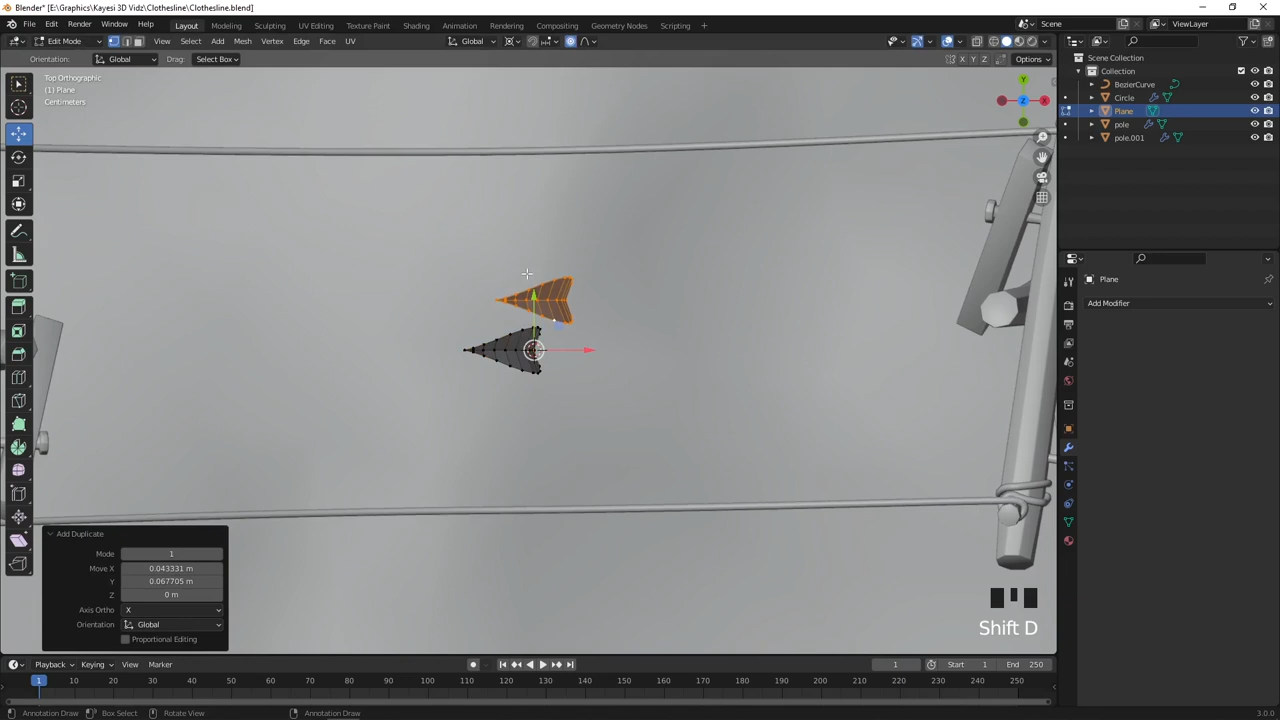 Blender* [E:\Graphics\Kayesi 3D Vidz\Clothesline\Clothesline.blend]
File Edit Render Window Help Layout Modeling Sculpting UV Editing Texture Paint Shading Animation Rendering Compositing Geometry Nodes Scripting + Scene ViewLayer
Edit Mode View Select Add Mesh Vertex Edge Face UV Global
Orientation: Global Drag: Select Box X Y Z Options
Top Orthographic
(1) Plane
Centimeters
Y
Z X
Scene Collection
Collection
BezierCurve
Circle
Plane
pole
pole.001
Plane
Add Modifier
Add Duplicate
Mode 1
Move X 0.043331 m
Y 0.067705 m
Z 0 m
Axis Ortho X
Orientation Global
Proportional Editing
Shift D
Playback Keying View Marker 1 Start 1 End 250
1 10 20 30 40 50 60 70 80 90 100 110 120 130 140 150 160 170 180 190 200 210 220 230 240 250
Annotation Draw Box Select Rotate View Annotation Draw 3.0.0